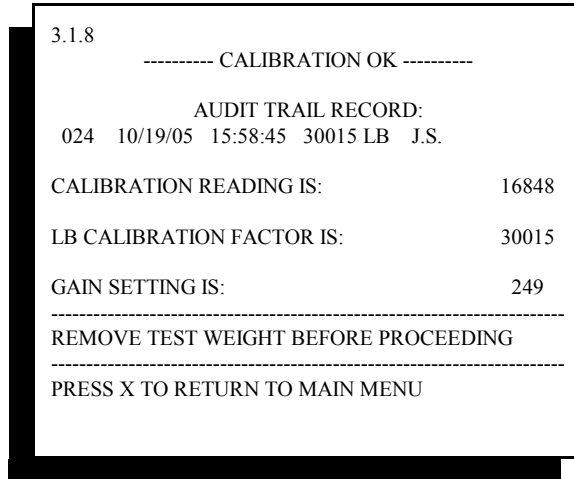 3.1.8
---------- CALIBRATION OK ----------
AUDIT TRAIL RECORD:
024 10/19/05 15:58:45 30015 LB J.S.
CALIBRATION READING IS: 16848
LB CALIBRATION FACTOR IS: 30015
GAIN SETTING IS: 249
--------------------------------------------------------------------------
REMOVE TEST WEIGHT BEFORE PROCEEDING
--------------------------------------------------------------------------
PRESS X TO RETURN TO MAIN MENU